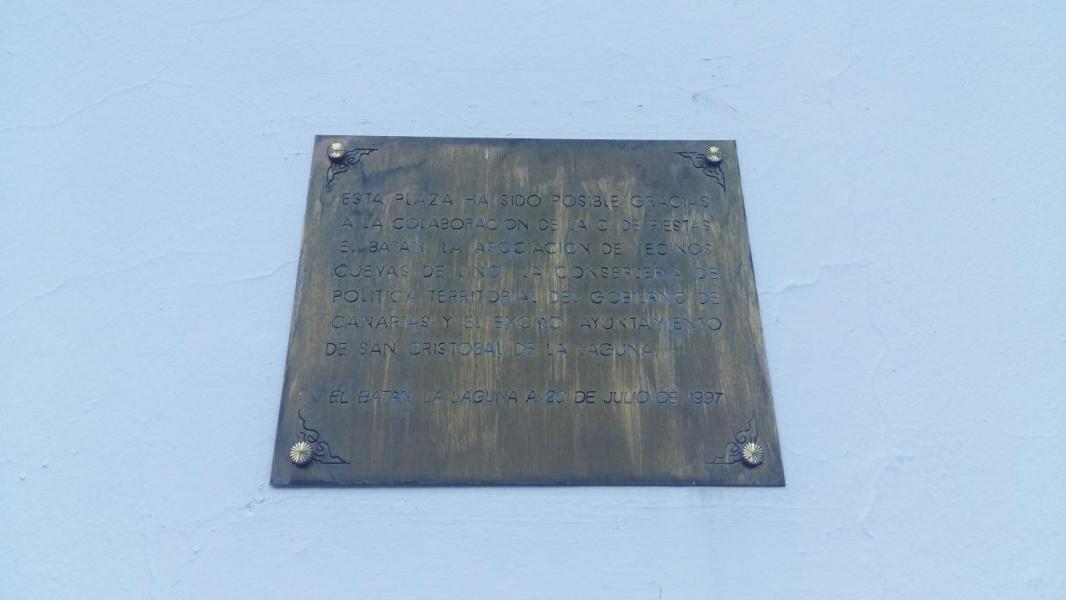 ESTA PLAZA HA SIDO POSIBLE GRACIAS
A LA COLABORACION DE LA C. DE FIESTAS
EL BATAN, LA ASOCIACION DE VECINOS
CUEVAS DE LINO, LA CONSEJERIA DE
POLITICA TERRITORIAL DEL GOBIERNO DE
CANARIAS Y EL EXCMO. AYUNTAMIENTO
DE SAN CRISTOBAL DE LA LAGUNA.
EL BATAN, LA LAGUNA A 20 DE JULIO DE 1997